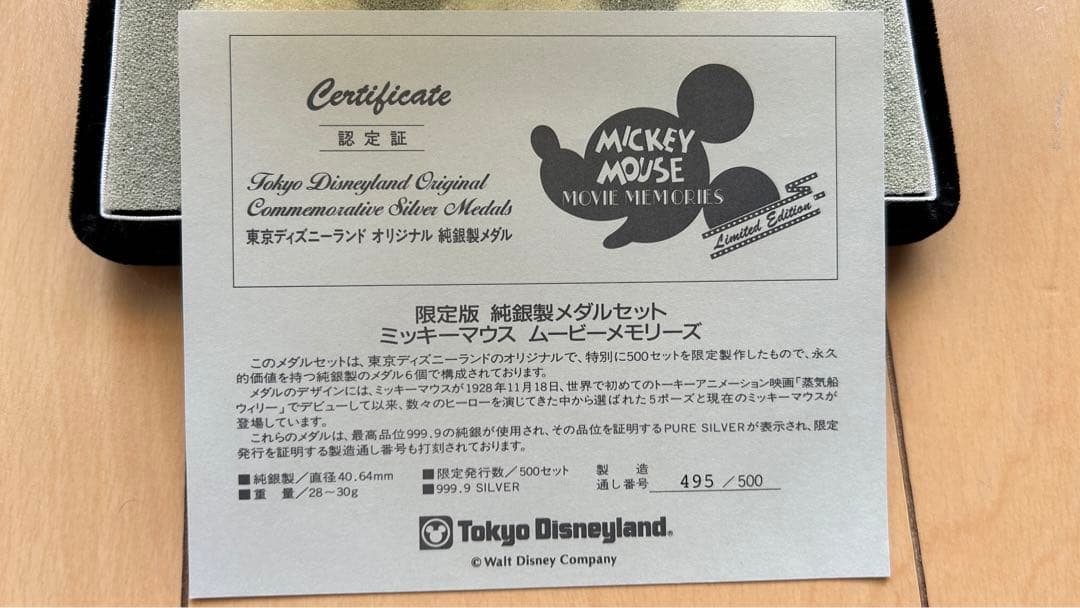 Certificate
認定証
Tokyo Disneyland Original
Commemorative Silver Medals
東京ディズニーランド オリジナル 純銀製メダル
MICKEY
MOUSE
MOVIE MEMORIES
Limited Edition
限定版 純銀製メダルセット
ミッキーマウス ムービーメモリーズ
このメダルセットは、東京ディズニーランドのオリジナルで、特別に500セットを限定製作したもので、永久
的価値を持つ純銀製のメダル6個で構成されております。
メダルのデザインには、ミッキーマウスが1928年11月18日、世界で初めてのトーキーアニメーション映画「蒸気船
ウィリー」でデビューして以来、数々のヒーローを演じてきた中から選ばれた5ポーズと現在のミッキーマウスが
登場しています。
これらのメダルは、最高品位999.9の純銀が使用され、その品位を証明するPURE SILVERが表示され、限定
発行を証明する製造通し番号も打刻されております。
■純銀製／直径40.64mm
■重 量／28～30g
■限定発行数／500セット
■999.9 SILVER
製 造
通し番号 495 ／500
Tokyo Disneyland®
© Walt Disney Company